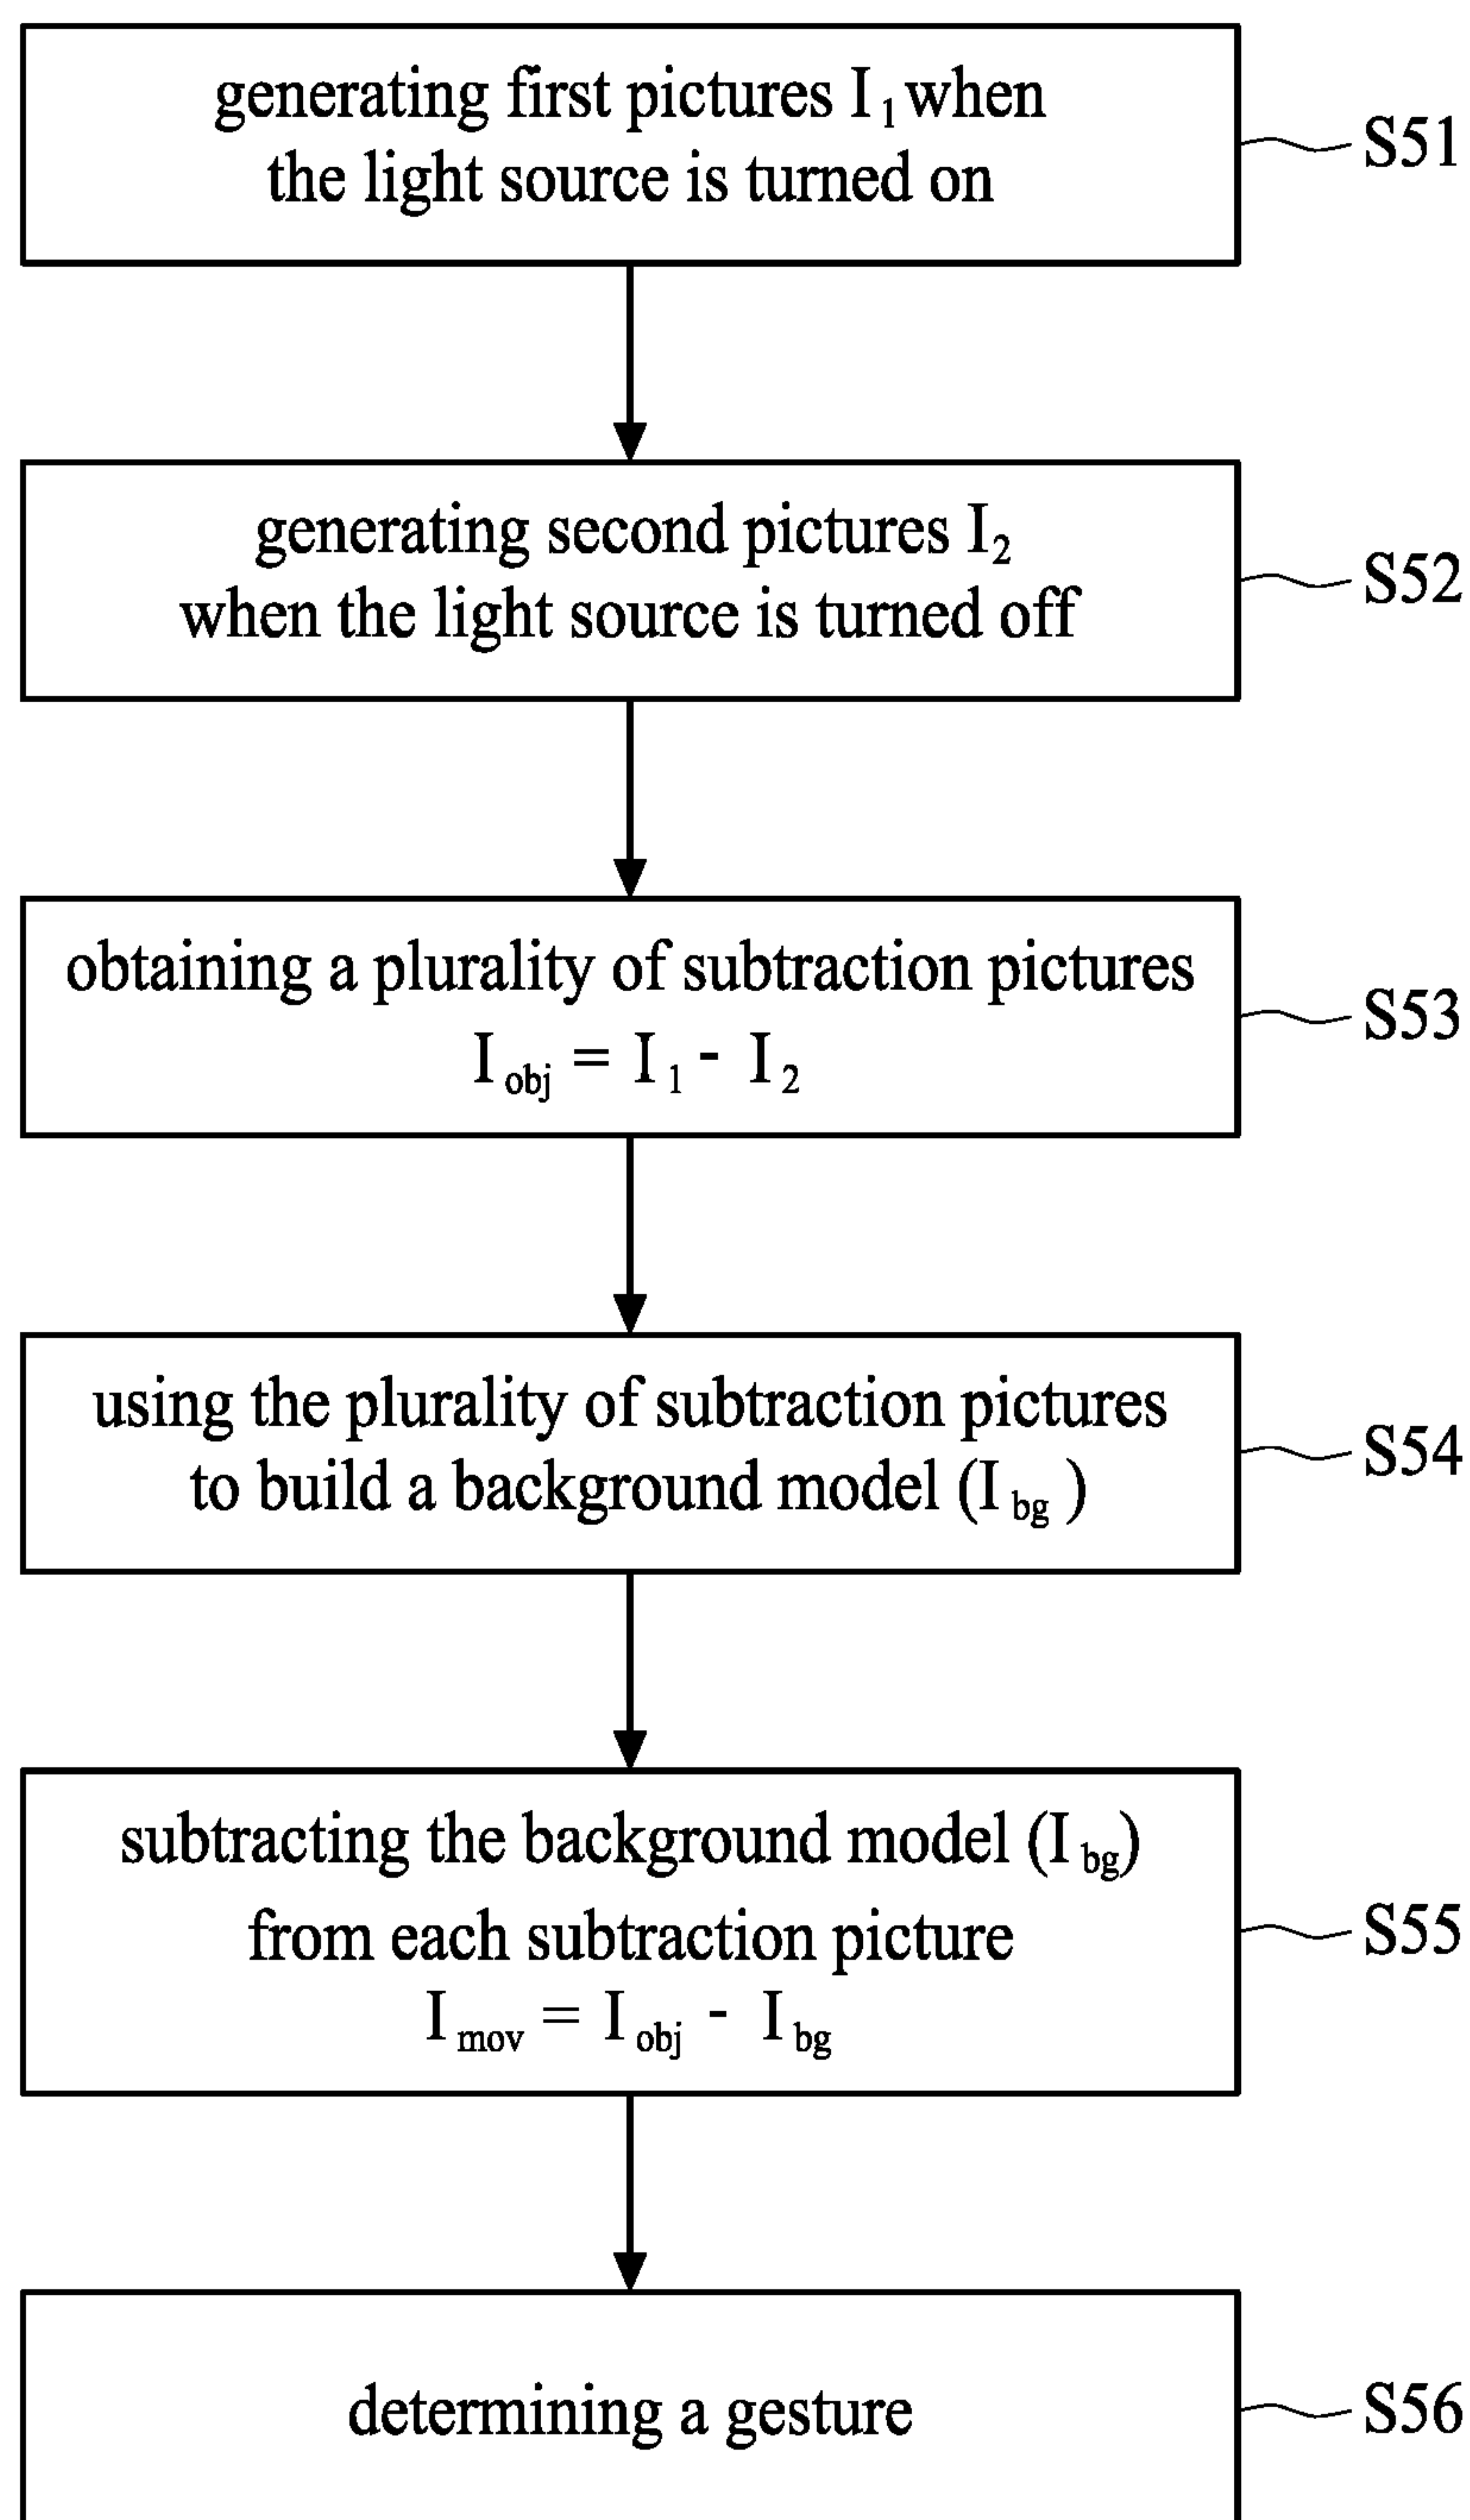 generating first pictures I1 when
the light source is turned on
S51
generating second pictures I2
when the light source is turned off
S52
obtaining a plurality of subtraction pictures
Iobj = I1 - I2
S53
using the plurality of subtraction pictures
to build a background model (Ibg )
S54
subtracting the background model (Ibg)
from each subtraction picture
Imov = Iobj - Ibg
S55
determining a gesture
S56